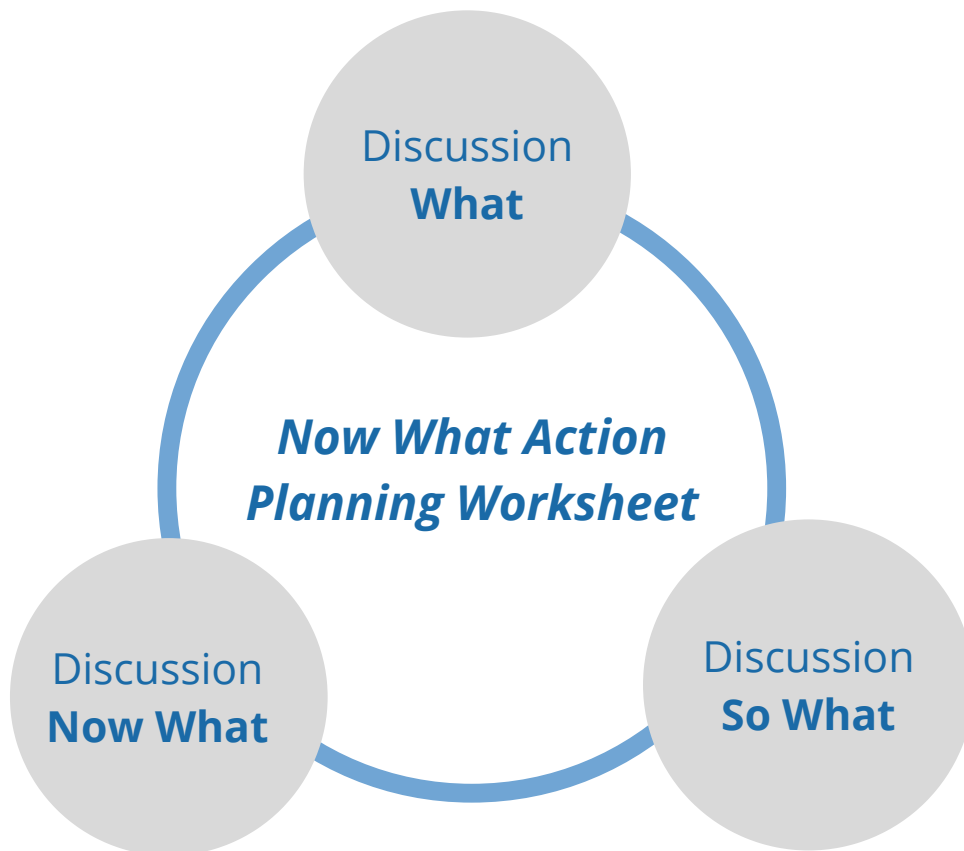 Discussion
What
Now What Action
Planning Worksheet
Discussion
So What
Discussion
Now What